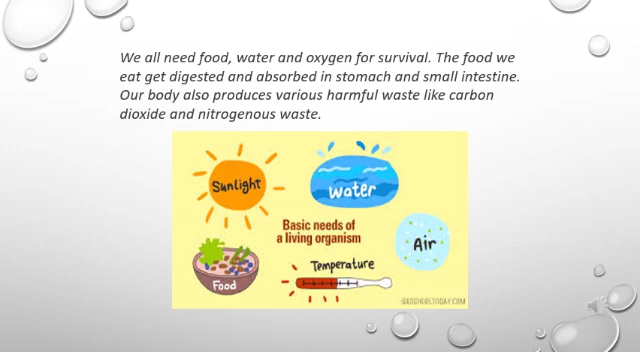 We all need food, water and oxygen for survival. The food we
eat get digested and absorbed in stomach and small intestine.
Our body also produces various harmful waste like carbon
dioxide and nitrogenous waste.
Sunlight
Water
Basic needs of
a living organism
Air
Temperature
Food
@ESCHOOLTODAY.COM